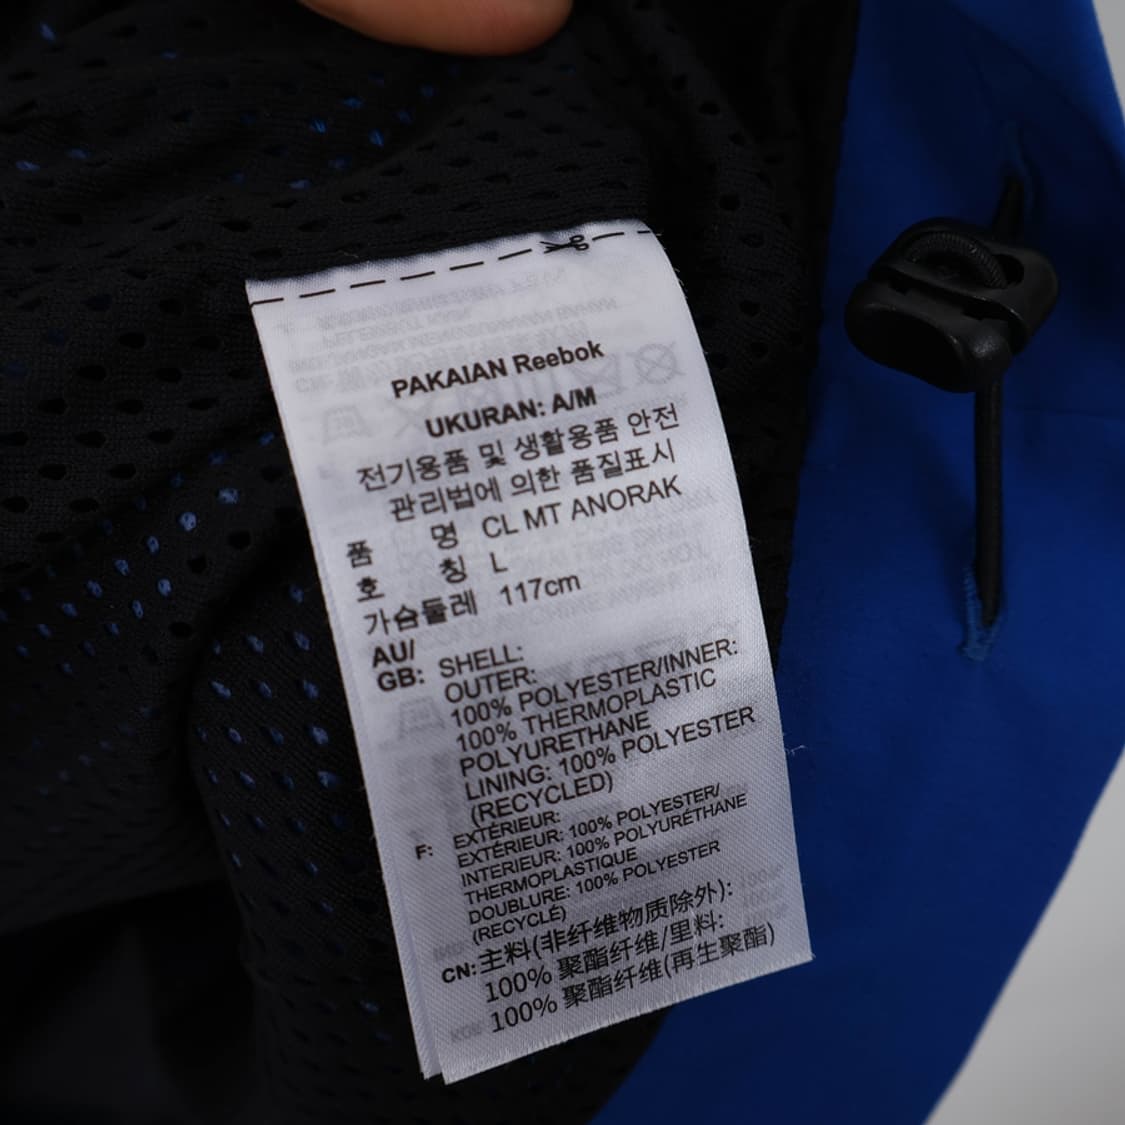 PAKAIAN Reebok
UKURAN: A/M
전기용품 및 생활용품 안전
관리법에 의한 품질표시
품 명 CL MT ANORAK
호 칭 L
가슴둘레 117cm
AU/
GB: SHELL:
OUTER:
100% POLYESTER/INNER:
100% THERMOPLASTIC
POLYURETHANE
LINING: 100% POLYESTER
(RECYCLED)
F: EXTÉRIEUR:
EXTÉRIEUR: 100% POLYESTER/
INTERIEUR: 100% POLYURÉTHANE
THERMOPLASTIQUE
DOUBLURE: 100% POLYESTER
(RECYCLÉ)
CN: 主料(非纤维物质除外):
100% 聚酯纤维/里料:
100% 聚酯纤维(再生聚酯)